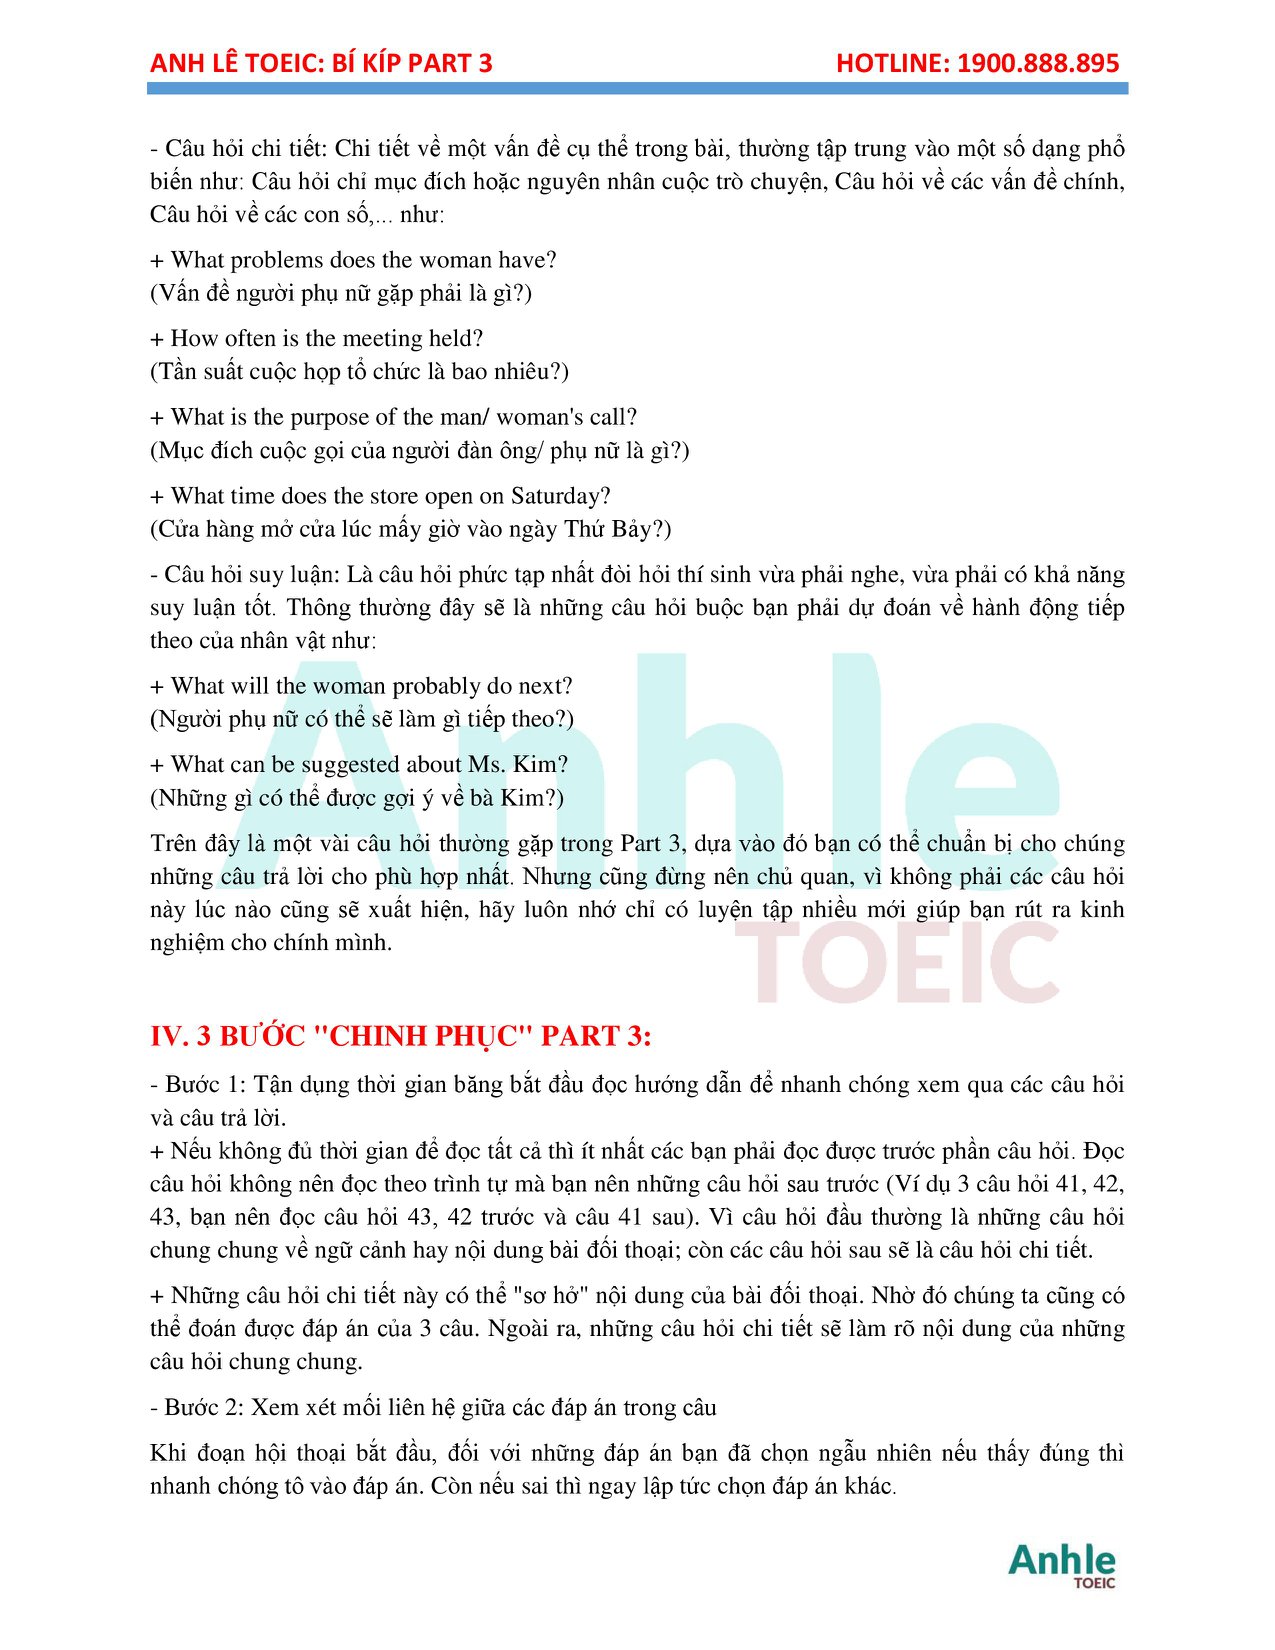 ANH LÊ TOEIC: BÍ KÍP PART 3 HOTLINE: 1900.888.895
- Câu hỏi chi tiết: Chi tiết về một vấn đề cụ thể trong bài, thường tập trung vào một số dạng phổ
biến như: Câu hỏi chỉ mục đích hoặc nguyên nhân cuộc trò chuyện, Câu hỏi về các vấn đề chính,
Câu hỏi về các con số,... như:
+ What problems does the woman have?
(Vấn đề người phụ nữ gặp phải là gì?)
+ How often is the meeting held?
(Tần suất cuộc họp tổ chức là bao nhiêu?)
+ What is the purpose of the man/ woman's call?
(Mục đích cuộc gọi của người đàn ông/ phụ nữ là gì?)
+ What time does the store open on Saturday?
(Cửa hàng mở cửa lúc mấy giờ vào ngày Thứ Bảy?)
- Câu hỏi suy luận: Là câu hỏi phức tạp nhất đòi hỏi thí sinh vừa phải nghe, vừa phải có khả năng
suy luận tốt. Thông thường đây sẽ là những câu hỏi buộc bạn phải dự đoán về hành động tiếp
theo của nhân vật như:
+ What will the woman probably do next?
(Người phụ nữ có thể sẽ làm gì tiếp theo?)
+ What can be suggested about Ms. Kim?
(Những gì có thể được gợi ý về bà Kim?)
Trên đây là một vài câu hỏi thường gặp trong Part 3, dựa vào đó bạn có thể chuẩn bị cho chúng
những câu trả lời cho phù hợp nhất. Nhưng cũng đừng nên chủ quan, vì không phải các câu hỏi
này lúc nào cũng sẽ xuất hiện, hãy luôn nhớ chỉ có luyện tập nhiều mới giúp bạn rút ra kinh
nghiệm cho chính mình.
Anhle
TOEIC
IV. 3 BƯỚC "CHINH PHỤC" PART 3:
- Bước 1: Tận dụng thời gian băng bắt đầu đọc hướng dẫn để nhanh chóng xem qua các câu hỏi
và câu trả lời.
+ Nếu không đủ thời gian để đọc tất cả thì ít nhất các bạn phải đọc được trước phần câu hỏi. Đọc
câu hỏi không nên đọc theo trình tự mà bạn nên những câu hỏi sau trước (Ví dụ 3 câu hỏi 41, 42,
43, bạn nên đọc câu hỏi 43, 42 trước và câu 41 sau). Vì câu hỏi đầu thường là những câu hỏi
chung chung về ngữ cảnh hay nội dung bài đối thoại; còn các câu hỏi sau sẽ là câu hỏi chi tiết.
+ Những câu hỏi chi tiết này có thể "sơ hở" nội dung của bài đối thoại. Nhờ đó chúng ta cũng có
thể đoán được đáp án của 3 câu. Ngoài ra, những câu hỏi chi tiết sẽ làm rõ nội dung của những
câu hỏi chung chung.
- Bước 2: Xem xét mối liên hệ giữa các đáp án trong câu
Khi đoạn hội thoại bắt đầu, đối với những đáp án bạn đã chọn ngẫu nhiên nếu thấy đúng thì
nhanh chóng tô vào đáp án. Còn nếu sai thì ngay lập tức chọn đáp án khác.
Anhle
TOEIC